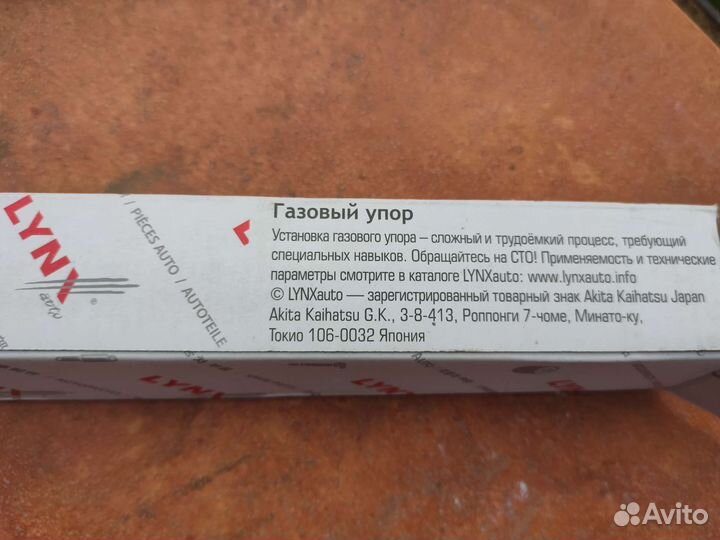 Газовый упор
Установка газового упора – сложный и трудоёмкий процесс, требующий
специальных навыков. Обращайтесь на СТО! Применяемость и технические
параметры смотрите в каталоге LYNXauto: www.lynxauto.info
© LYNXauto — зарегистрированный товарный знак Akita Kaihatsu Japan
Akita Kaihatsu G.K., 3-8-413, Роппонги 7-чоме, Минато-ку,
Токио 106-0032 Япония
LYNX
auto
®
/ PIÈCES AUTO / AUTOTEILE
LYNX
LYNX
LYNX
Avito